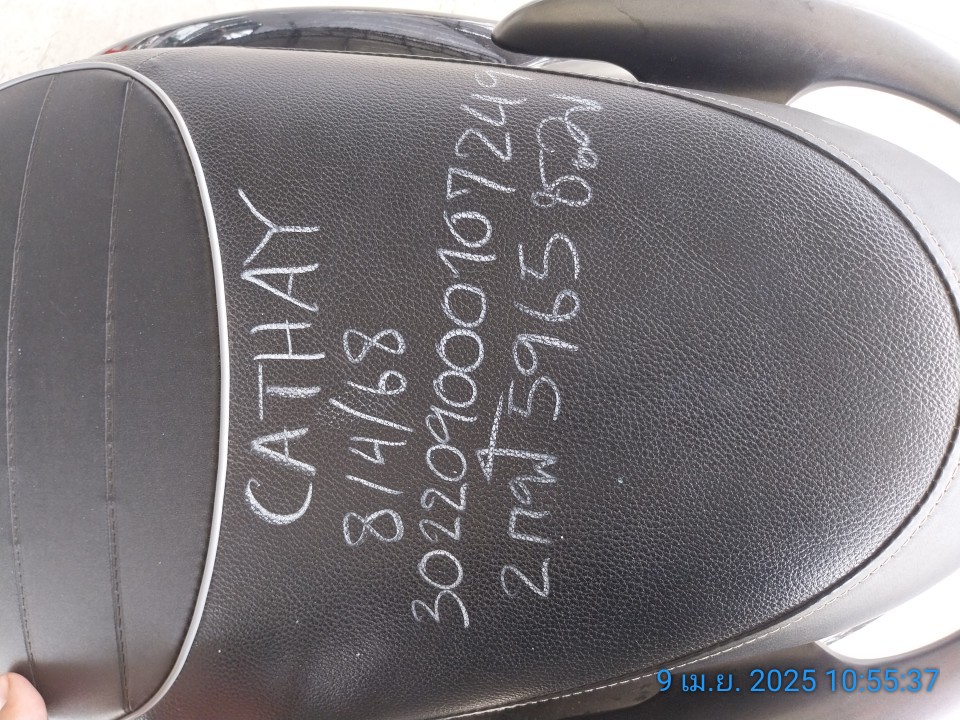 CATHAY
8/4/68
302209000107249
2 กฬ 5965 ชลบุรี
9 เม.ย. 2025 10:55:37